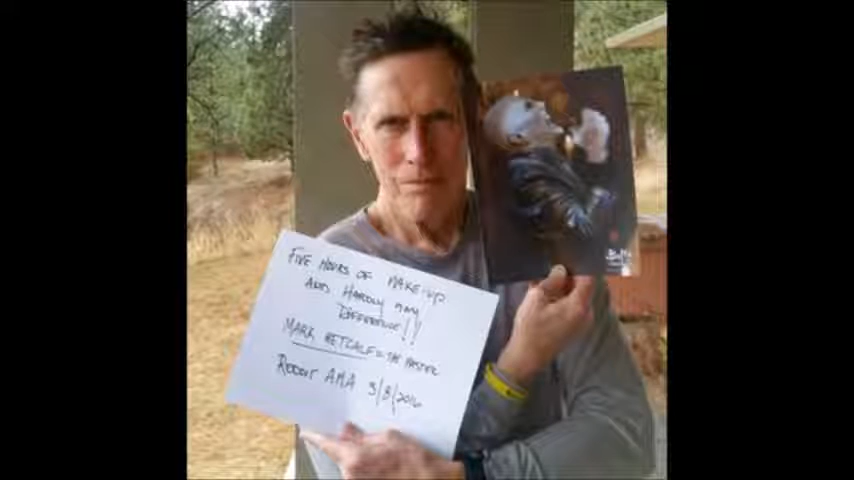 FIVE HOURS OF MAKE-UP
AND HARDLY ANY
DIFFERENCE!!
MARK METCALF = THE MASTER
REDDIT AMA 3/8/2016